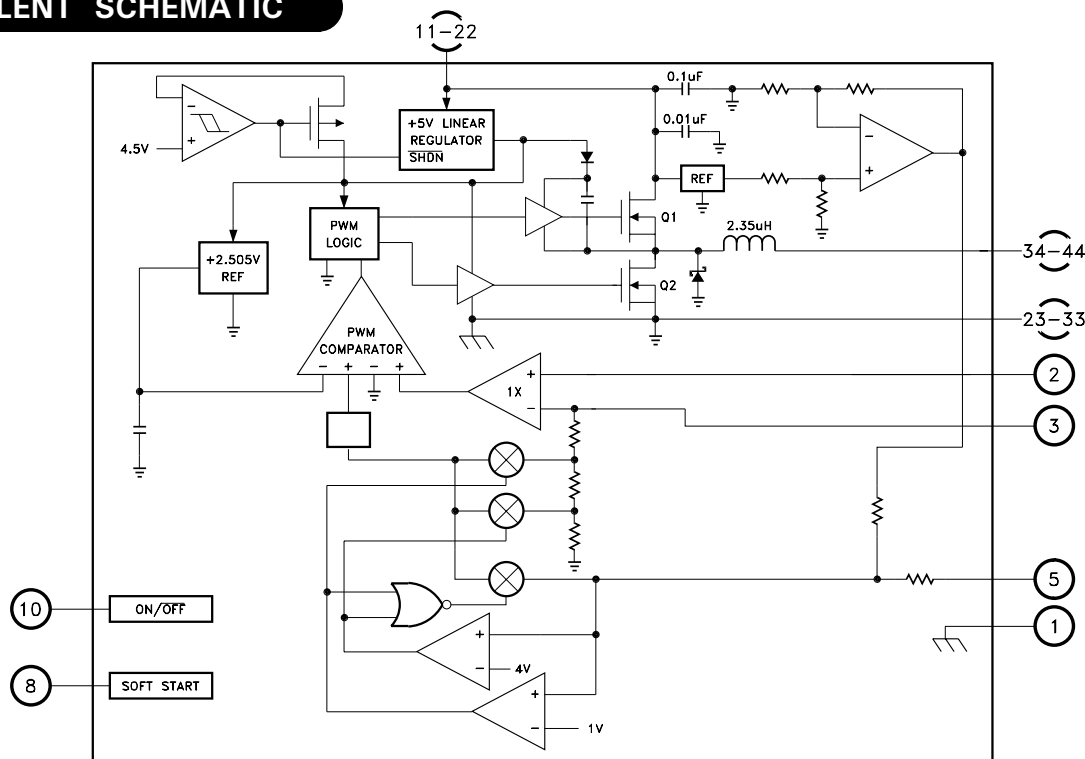 LENT SCHEMATIC
11-22
0.1uF
+5V LINEAR
REGULATOR
SHDN
0.01uF
4.5V
REF
Q1
PWM
LOGIC
2.35uH
34-44
+2.505V
REF
Q2
23-33
PWM
COMPARATOR
- + - +
1X
2
3
5
10
ON/OFF
1
4V
8
SOFT START
1V